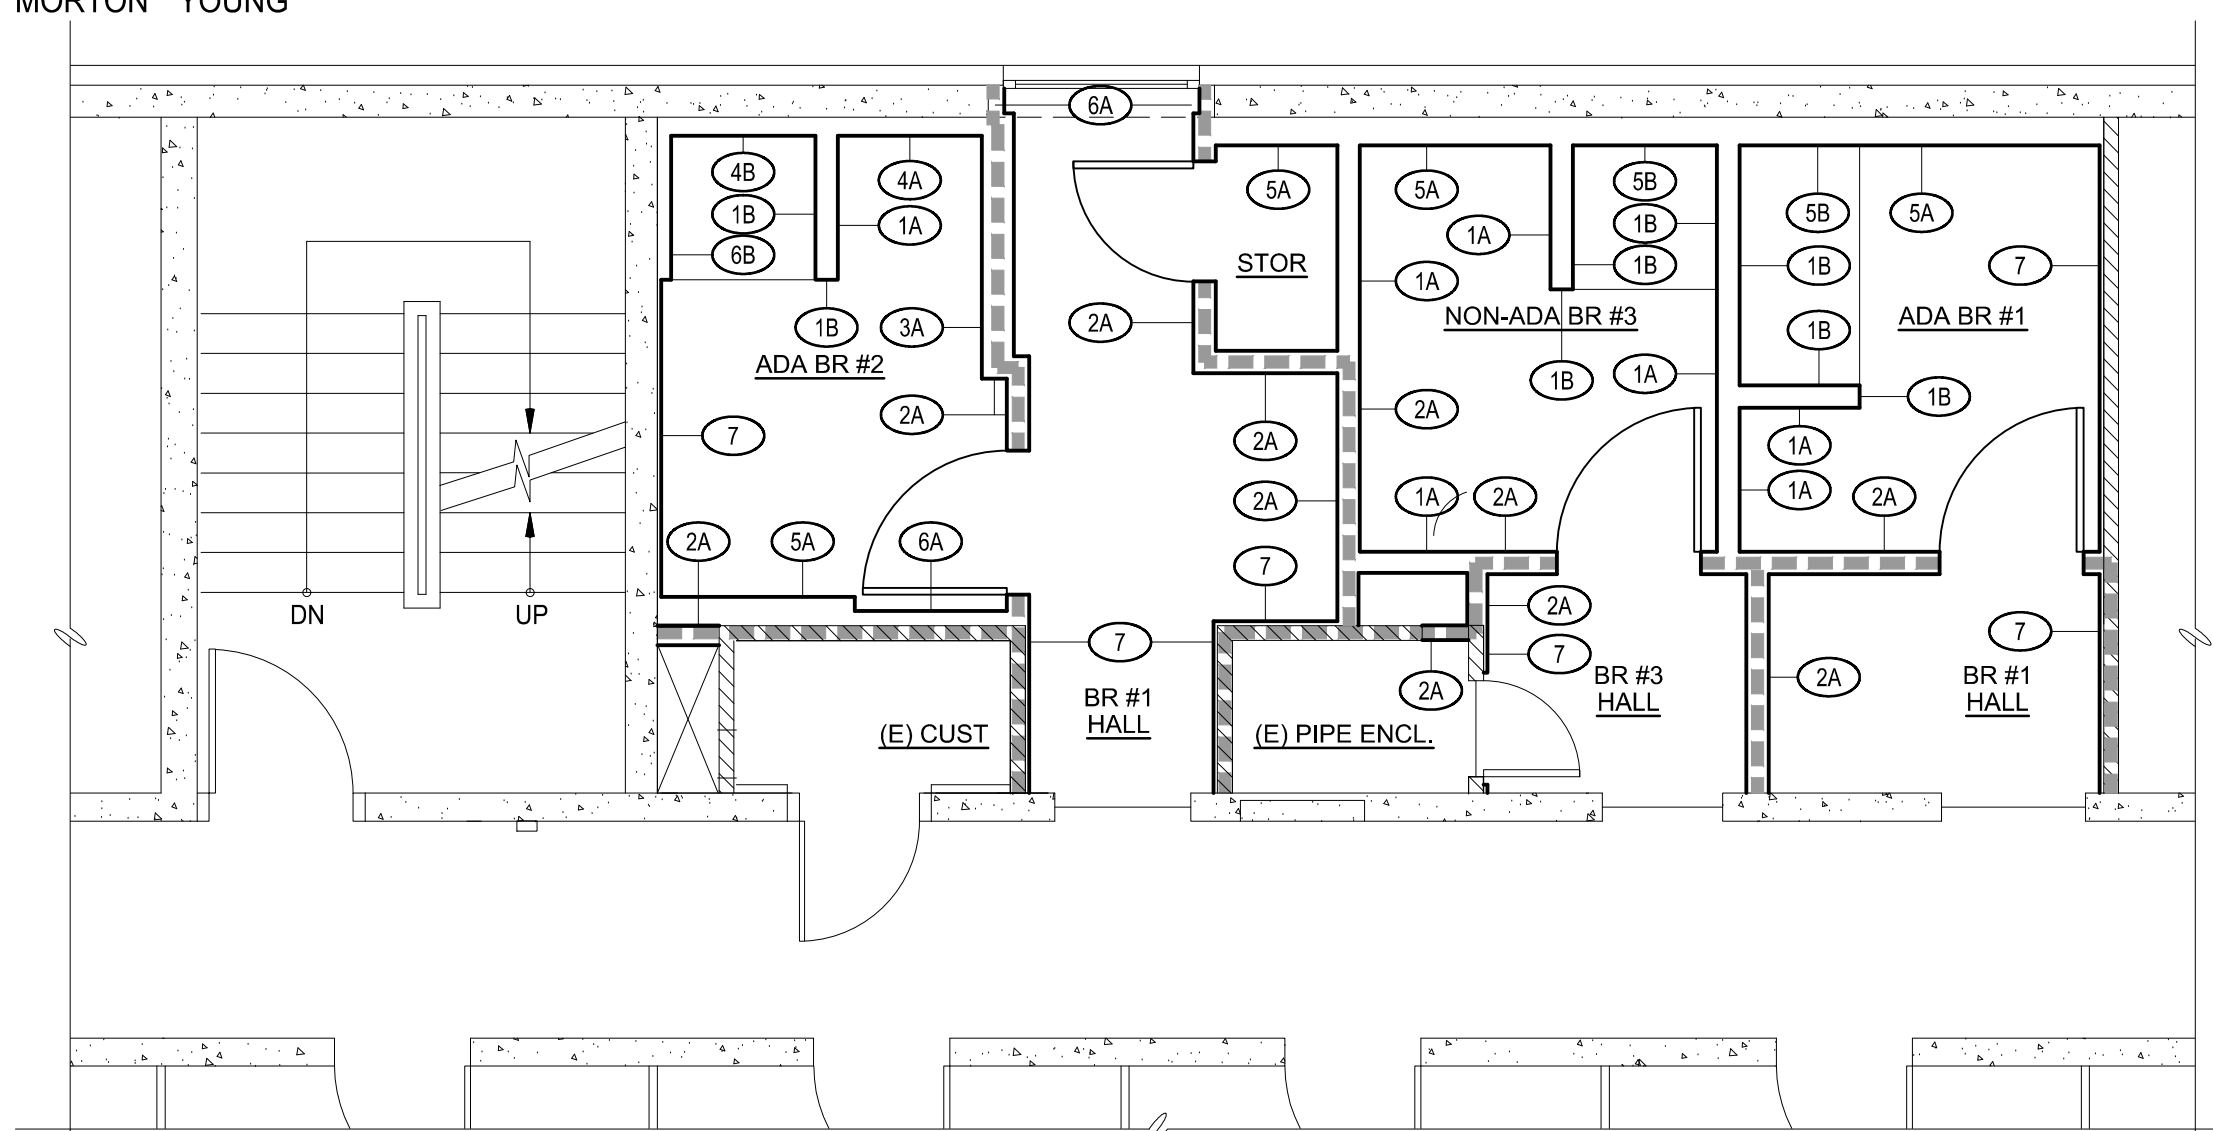 MORTON YOUNG
6A
4B
4A
1B
1A
6B
1B
3A
ADA BR #2
2A
7
2A
5A
6A
DN
UP
5A
STOR
2A
2A
2A
7
7
BR #1
HALL
(E) CUST
(E) PIPE ENCL.
2A
5A
5B
1A
1B
1A
1B
NON-ADA BR #3
1B
1A
2A
1A
2A
2A
7
BR #3
HALL
5B
5A
1B
7
1B
ADA BR #1
1B
1A
1A
2A
7
2A
BR #1
HALL